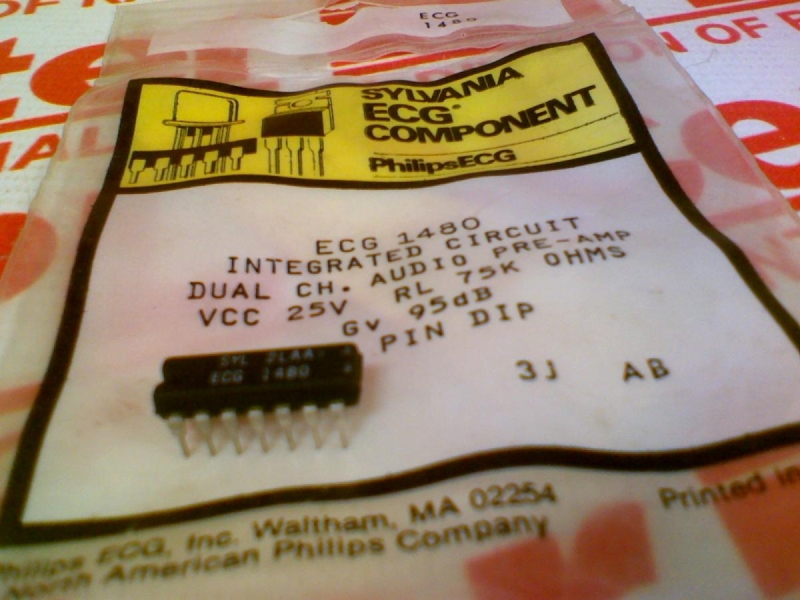 ECG
1480
SYLVANIA
ECG®
COMPONENT
PhilipsECG
ECG 1480
INTEGRATED CIRCUIT
DUAL CH. AUDIO PRE-AMP
VCC 25V RL 75K OHMS
GV 95dB
PIN DIP
3J AB
SYL 2LAA
ECG 1480
Philips ECG, Inc. Waltham, MA 02254
North American Philips Company
Printed in